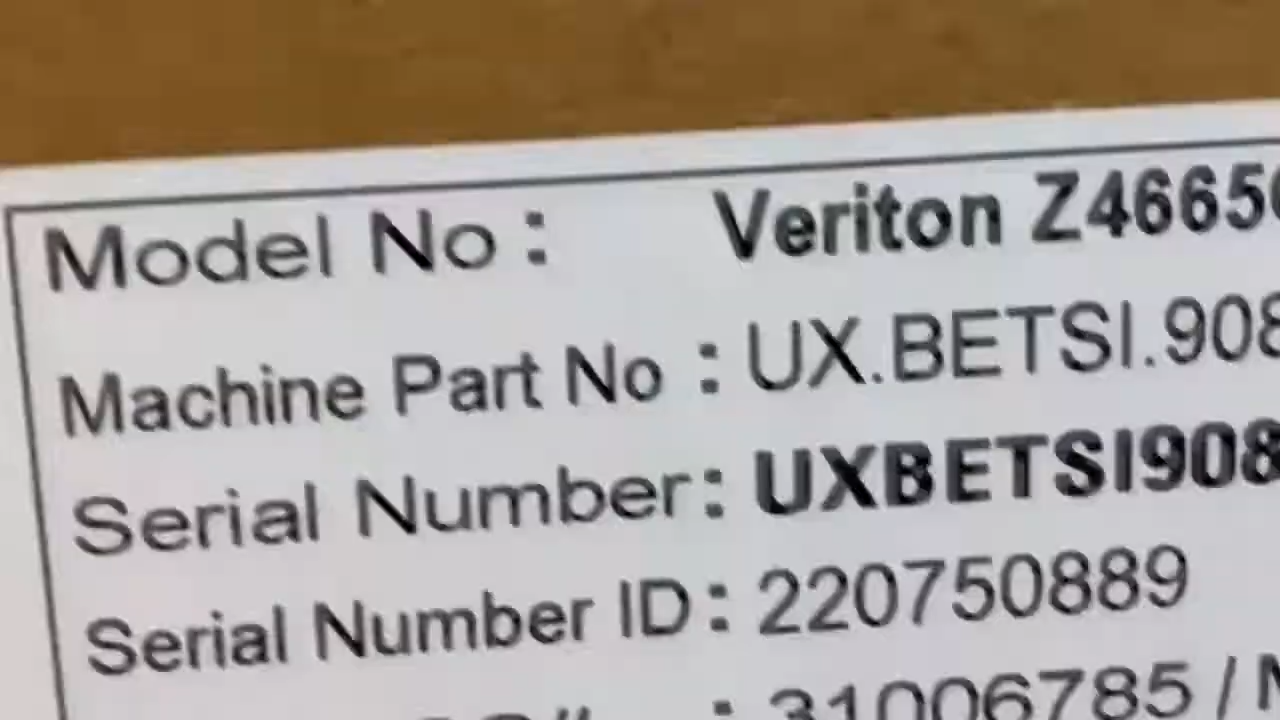 Model No : Veriton Z4665
Machine Part No : UX.BETSI.908
Serial Number: UXBETSI908
Serial Number ID : 220750889
: 31006785 /